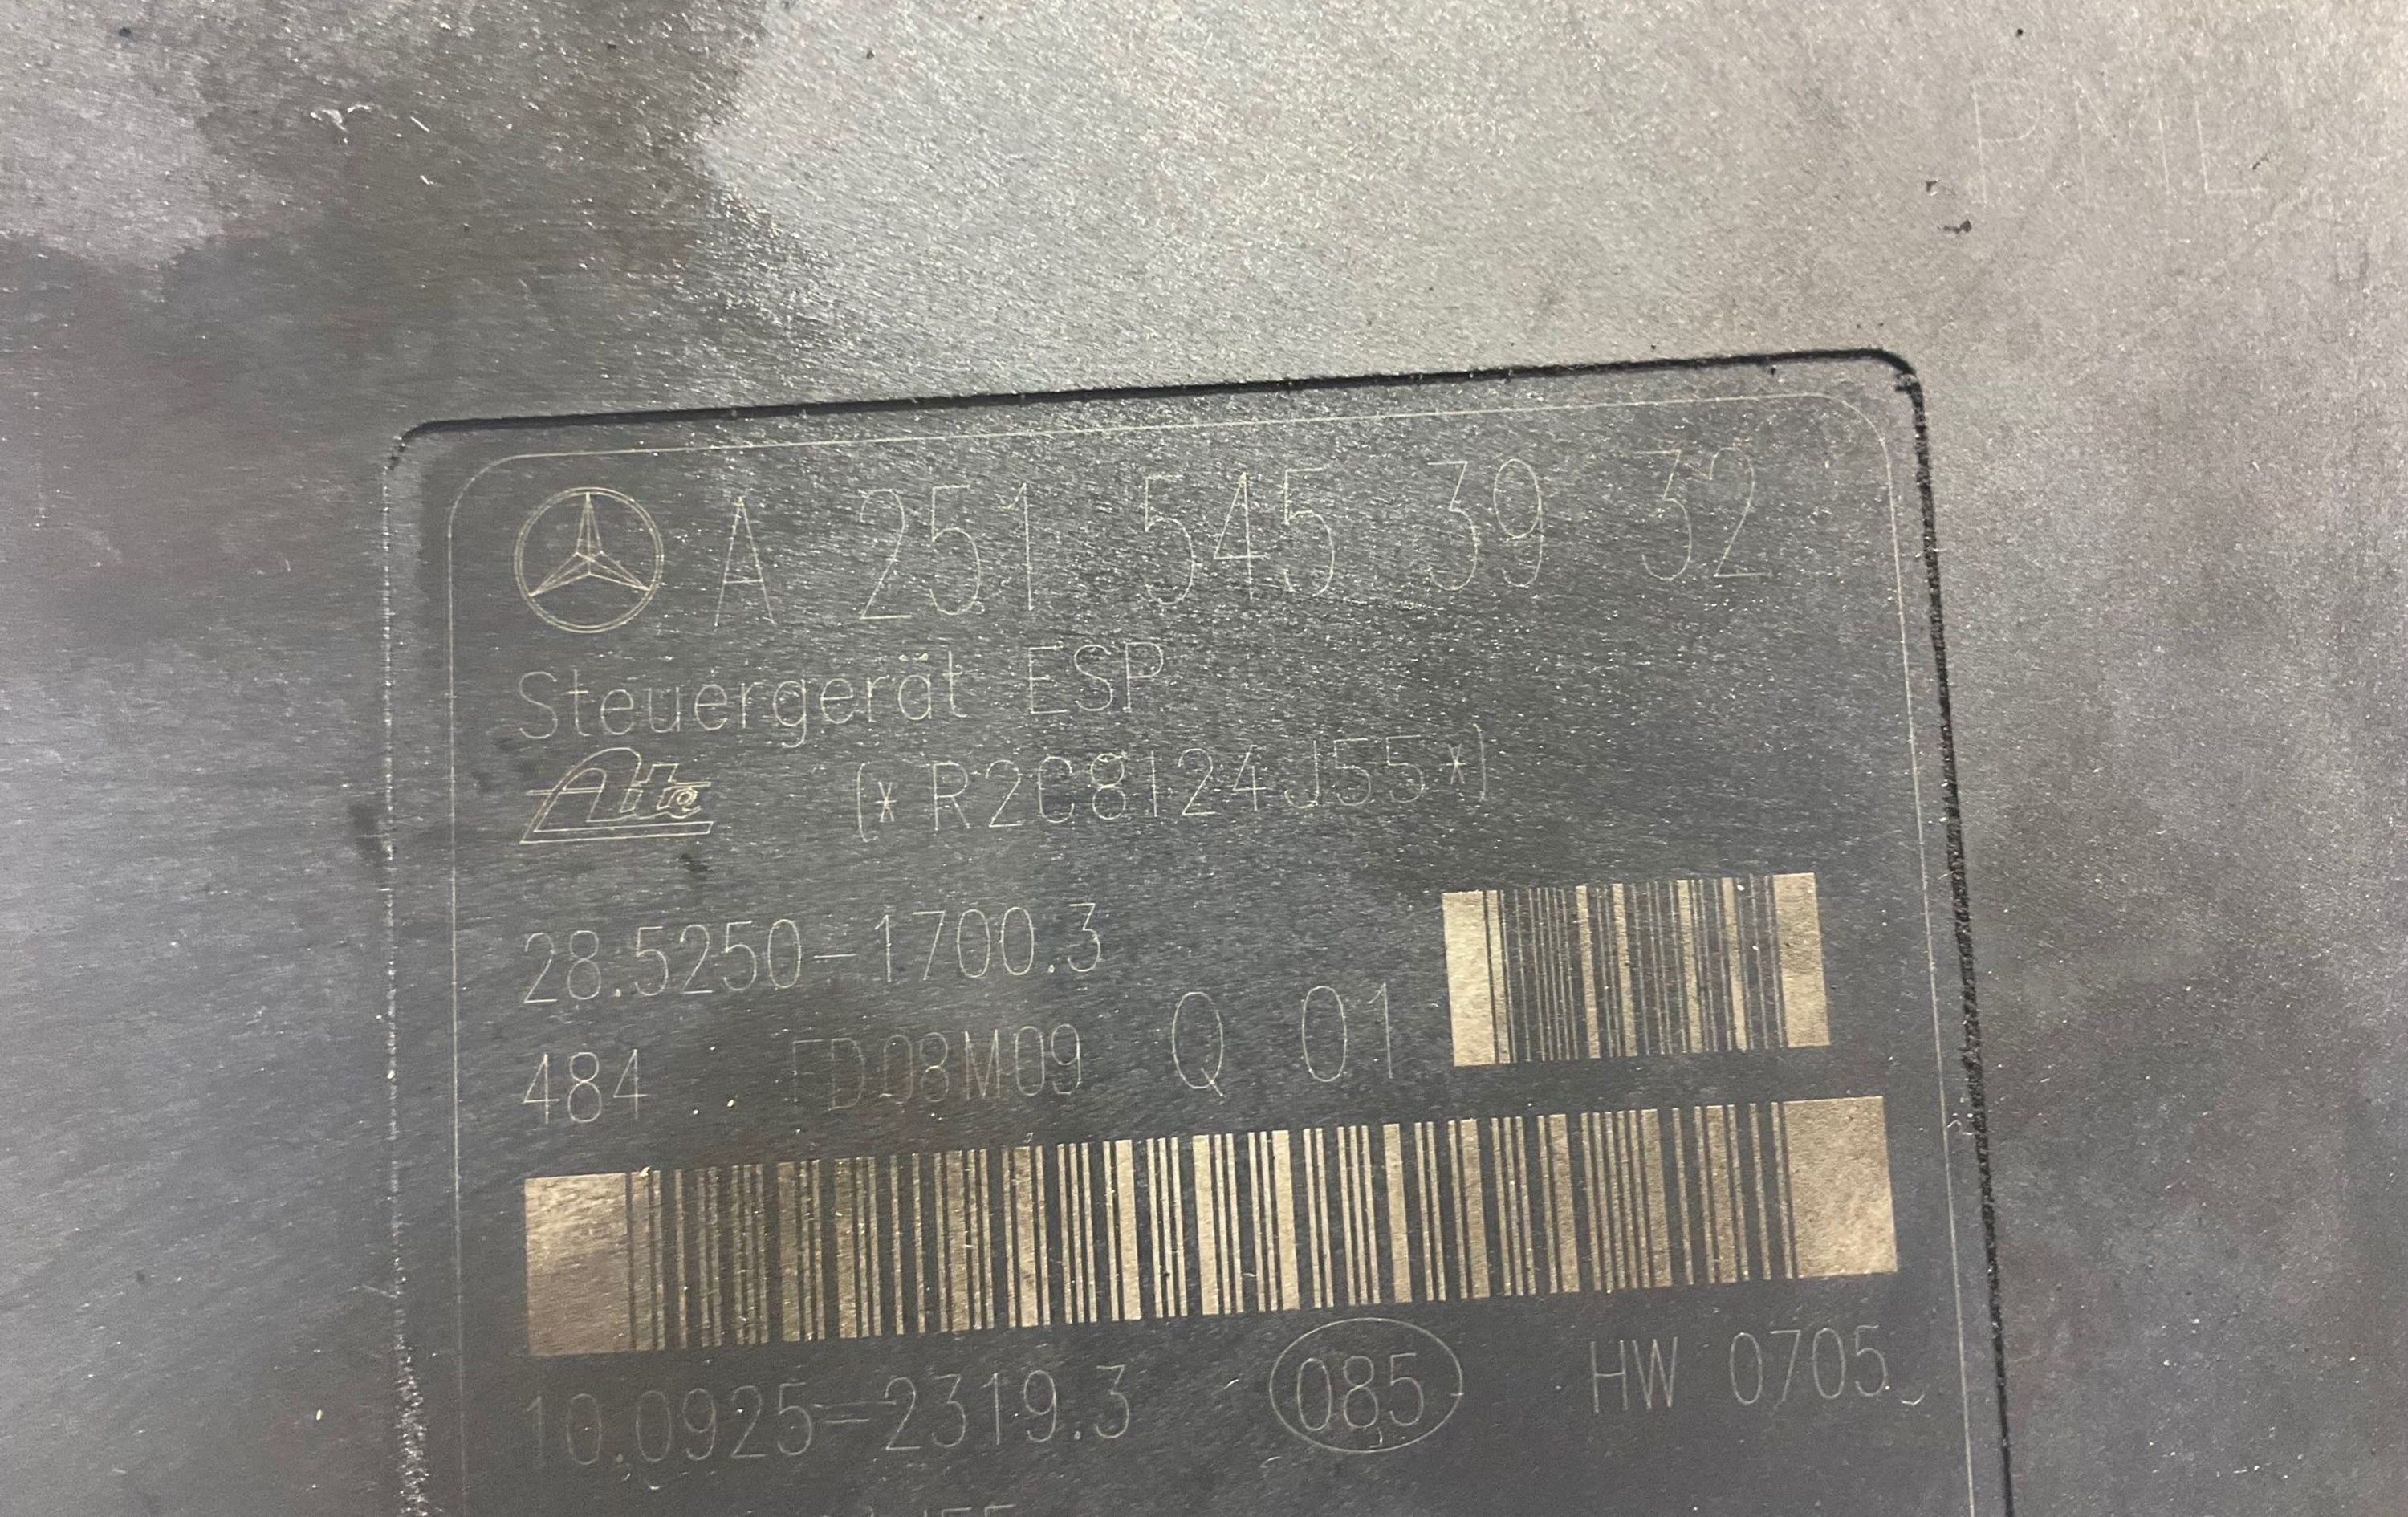 PML
A 251 545 39 32
Steuergerät ESP
Ate (*R2C8124J55*)
28.5250-1700.3
484 FD08M09 Q 01
10.0925-2319.3 085 HW 0705